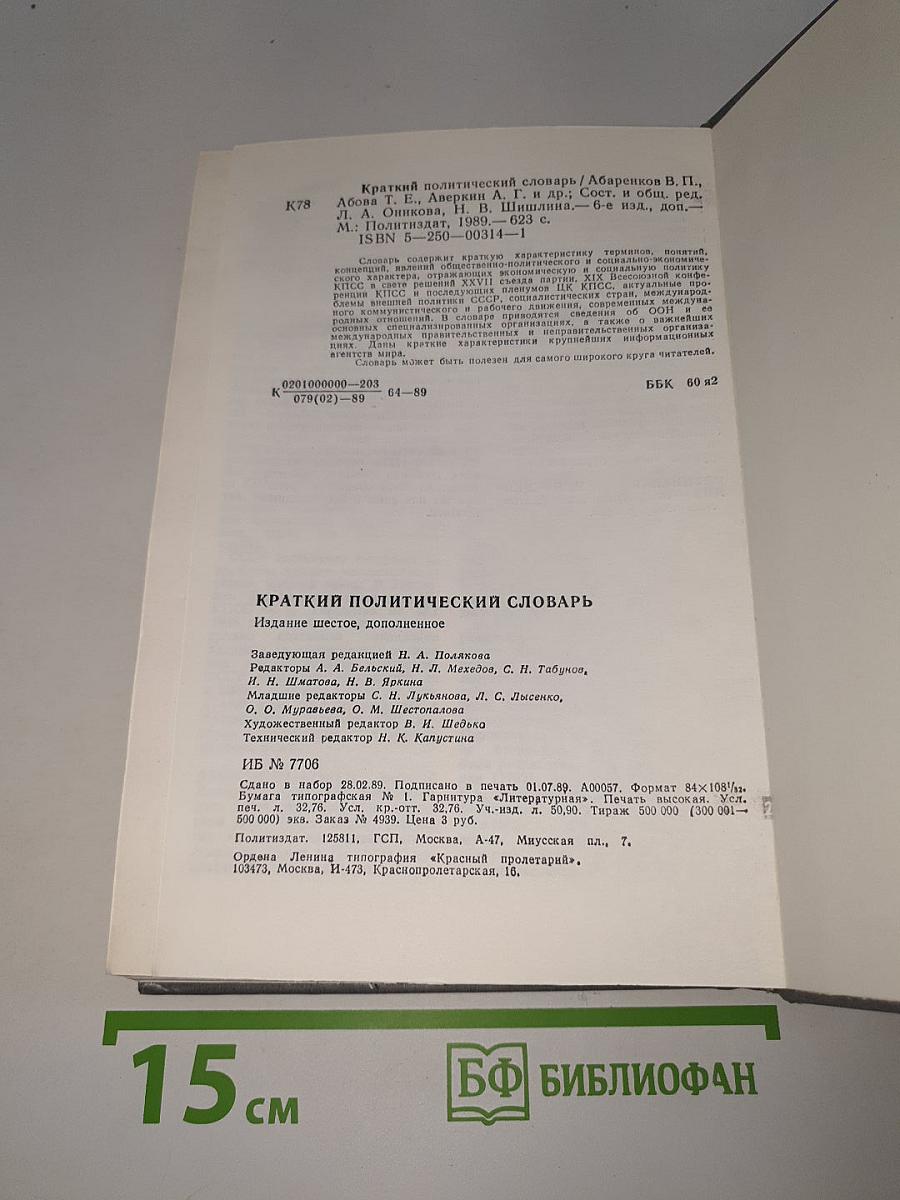 Краткий политический словарь / Абаренков В. П.,
К78 Абова Т. Е., Аверкин А. Г. и др.; Сост. и общ. ред.
Л. А. Оникова, Н. В. Шишлина.— 6-е изд., доп.—
М.: Политиздат, 1989.— 623 с.
ISBN 5—250—00314—1
Словарь содержит краткую характеристику терминов, понятий,
концепций, явлений общественно-политического и социально-экономиче-
ского характера, отражающих экономическую и социальную политику
КПСС в свете решений XXVII съезда партии, XIX Всесоюзной конфе-
ренции КПСС и последующих пленумов ЦК КПСС, актуальные про-
блемы внешней политики СССР, социалистических стран, международ-
ного коммунистического и рабочего движения, современных междуна-
родных отношений. В словаре приводятся сведения об ООН и ее
основных специализированных организациях, а также о важнейших
международных правительственных и неправительственных организа-
циях. Даны краткие характеристики крупнейших информационных
агентств мира.
Словарь может быть полезен для самого широкого круга читателей.
К 0201000000—203 64—89 ББК 60 я2
079(02)—89
КРАТКИЙ ПОЛИТИЧЕСКИЙ СЛОВАРЬ
Издание шестое, дополненное
Заведующая редакцией Н. А. Полякова
Редакторы А. А. Бельский, Н. Л. Мехедов, С. Н. Табунов,
И. Н. Шматова, Н. В. Яркина
Младшие редакторы С. Н. Лукьянова, Л. С. Лысенко,
О. О. Муравьева, О. М. Шестопалова
Художественный редактор В. И. Шедько
Технический редактор Н. К. Капустина
ИБ № 7706
Сдано в набор 28.02.89. Подписано в печать 01.07.89. А00057. Формат 84×108¹/₃₂.
Бумага типографская № 1. Гарнитура «Литературная». Печать высокая. Усл.
печ. л. 32,76. Усл. кр.-отт. 32,76. Уч.-изд. л. 50,90. Тираж 500 000 (300 001—
500 000) экз. Заказ № 4939. Цена 3 руб.
Политиздат. 125811, ГСП, Москва, А-47, Миусская пл., 7.
Ордена Ленина типография «Красный пролетарий».
103473, Москва, И-473, Краснопролетарская, 16.
15 см БФ БИБЛИОФАН